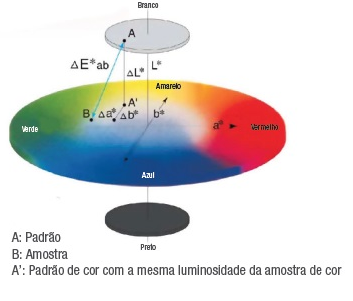 Branco
A
ΔE*ab
L*
ΔL*
Amarelo
A'
B
Δa*
Δb*
b*
a*
Verde
Vermelho
Azul
Preto
A: Padrão
B: Amostra
A': Padrão de cor com a mesma luminosidade da amostra de cor